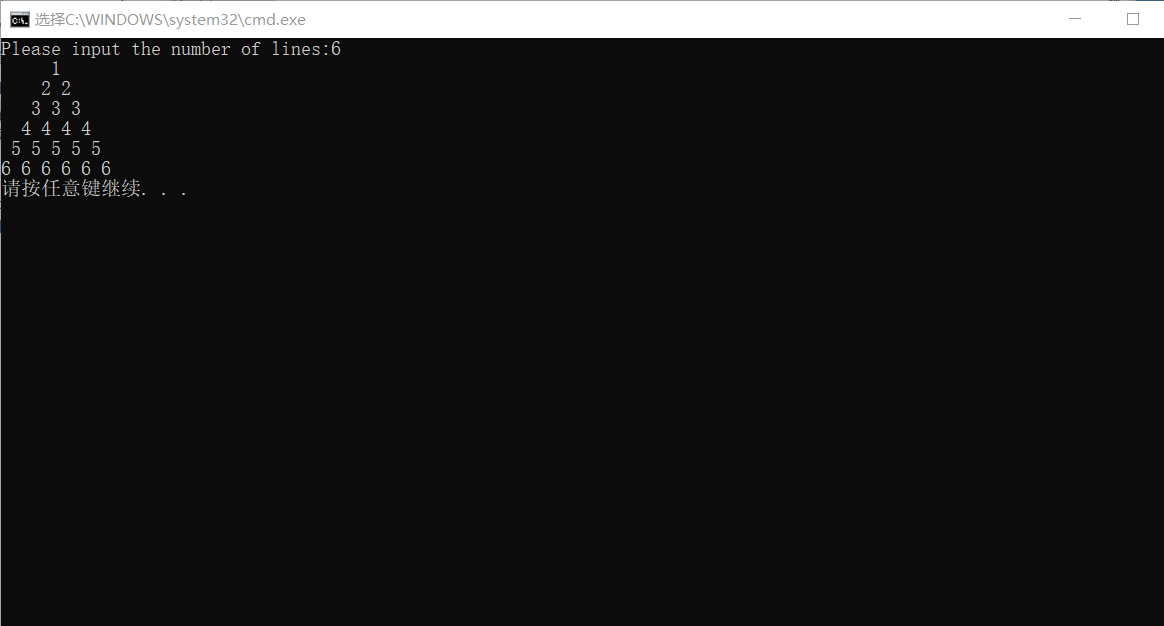 选择C:\WINDOWS\system32\cmd.exe
Please input the number of lines:6
     1
    2 2
   3 3 3
  4 4 4 4
 5 5 5 5 5
6 6 6 6 6 6
请按任意键继续. . .